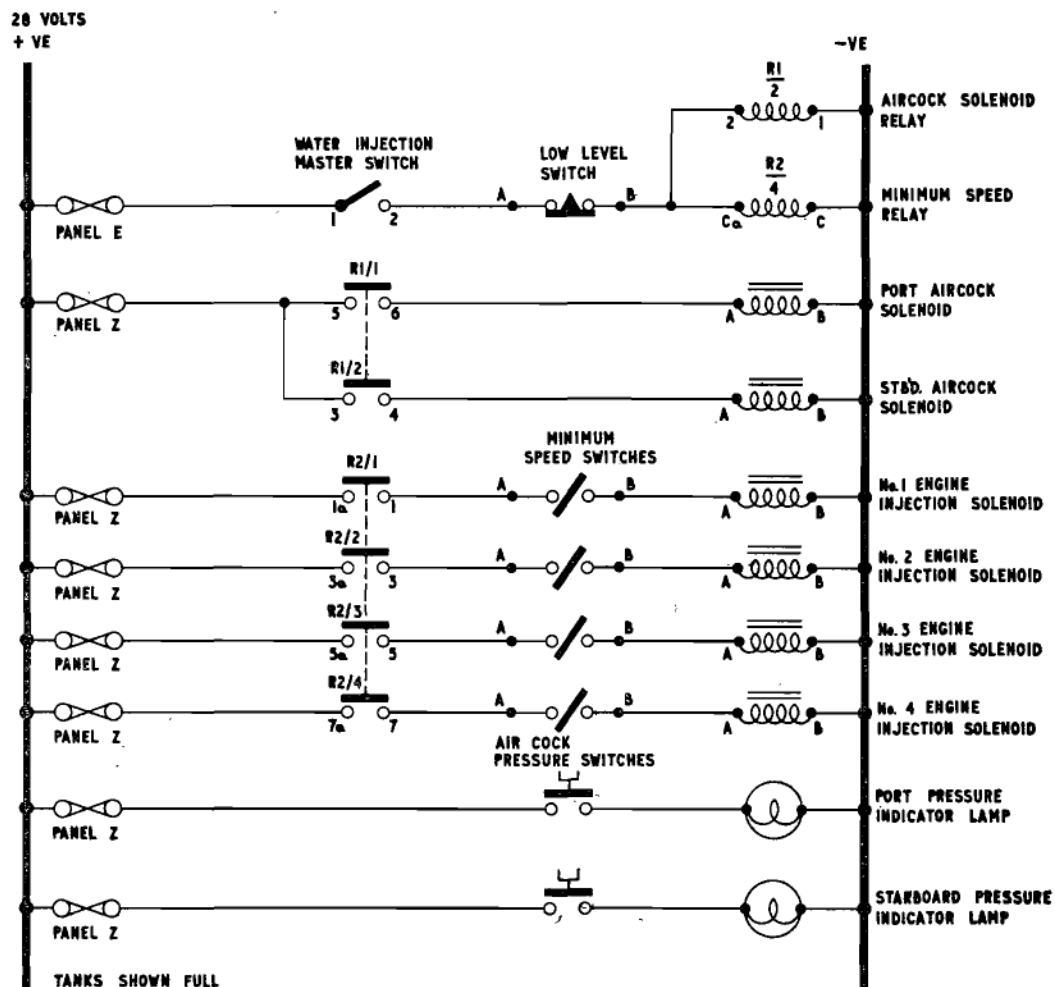 28 VOLTS
+ VE
-VE
R1
2
2
1
AIRCOCK SOLENOID
RELAY
WATER INJECTION
MASTER SWITCH
LOW LEVEL
SWITCH
R2
4
A
B
1
2
Ca
C
MINIMUM SPEED
RELAY
PANEL E
R1/1
5
6
A
B
PORT AIRCOCK
SOLENOID
PANEL Z
R1/2
3
4
A
B
STBD. AIRCOCK
SOLENOID
MINIMUM
SPEED SWITCHES
R2/1
1a
1
A
B
A
B
No.1 ENGINE
INJECTION SOLENOID
PANEL Z
R2/2
3a
3
A
B
A
B
No. 2 ENGINE
INJECTION SOLENOID
PANEL Z
R2/3
5a
5
A
B
A
B
No. 3 ENGINE
INJECTION SOLENOID
PANEL Z
R2/4
7a
7
A
B
A
B
No. 4 ENGINE
INJECTION SOLENOID
PANEL Z
AIR COCK
PRESSURE SWITCHES
PORT PRESSURE
INDICATOR LAMP
PANEL Z
STARBOARD PRESSURE
INDICATOR LAMP
PANEL Z
TANKS SHOWN FULL